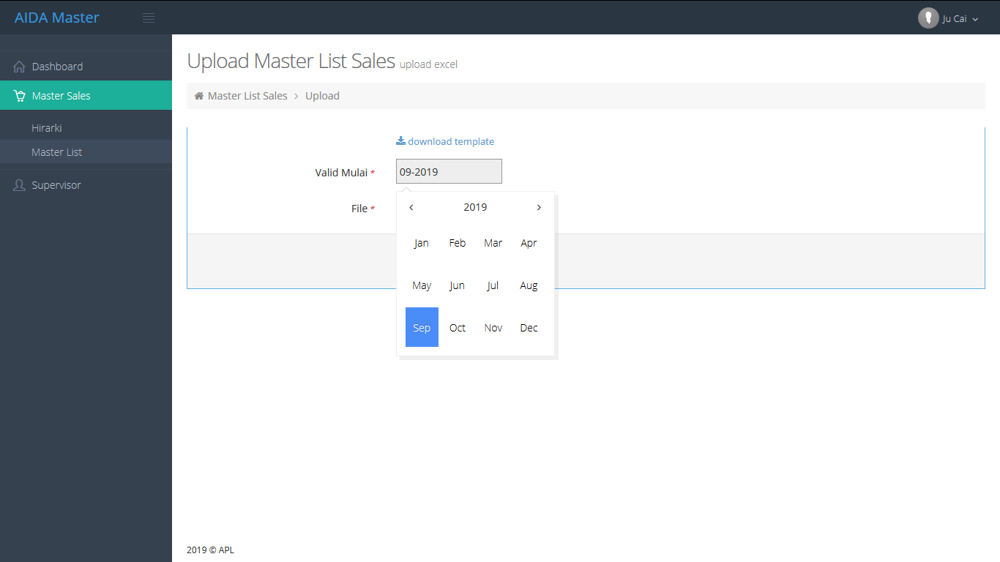 AIDA Master
Ju Cai
Dashboard
Master Sales
Hirarki
Master List
Supervisor
Upload Master List Sales upload excel
Master List Sales > Upload
download template
Valid Mulai * 09-2019
File *
‹ 2019 ›
Jan Feb Mar Apr
May Jun Jul Aug
Sep Oct Nov Dec
2019 © APL